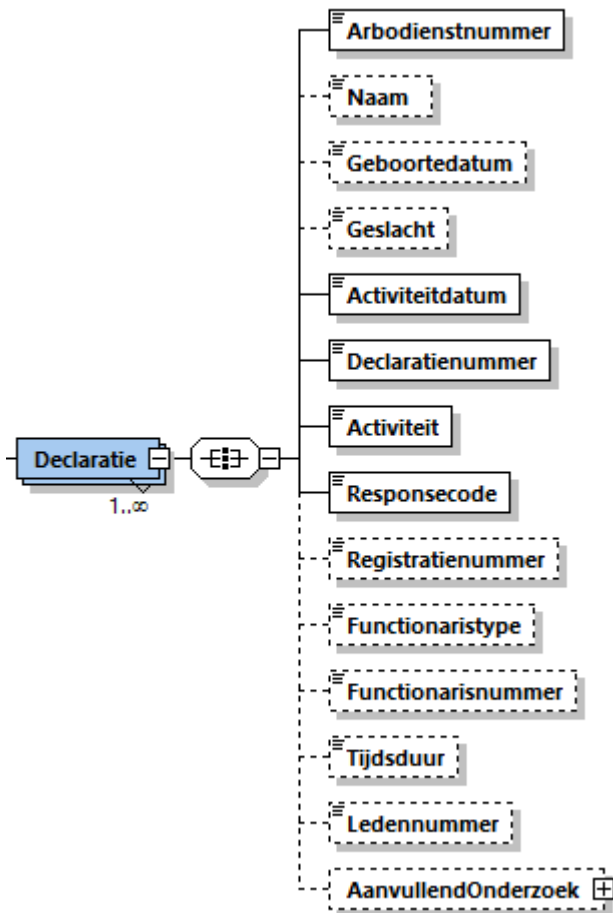 Arbodienstnummer
Naam
Geboortedatum
Geslacht
Activiteitdatum
Declaratienummer
Activiteit
Declaratie
1..∞
Responsecode
Registratienummer
Functionaristype
Functionarisnummer
Tijdsduur
Ledennummer
AanvullendOnderzoek